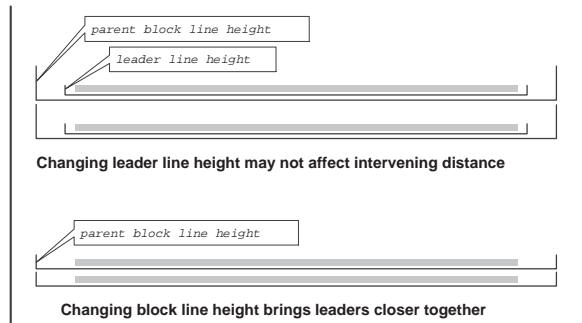 parent block line height
leader line height
Changing leader line height may not affect intervening distance
parent block line height
Changing block line height brings leaders closer together